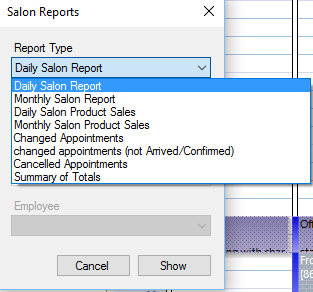 Salon Reports
Report Type
Daily Salon Report
Daily Salon Report
Monthly Salon Report
Daily Salon Product Sales
Monthly Salon Product Sales
Changed Appointments
changed appointments (not Arrived/Confirmed)
Cancelled Appointments
Summary of Totals
Employee
Cancel
Show
Off
with shar
Fro
[86